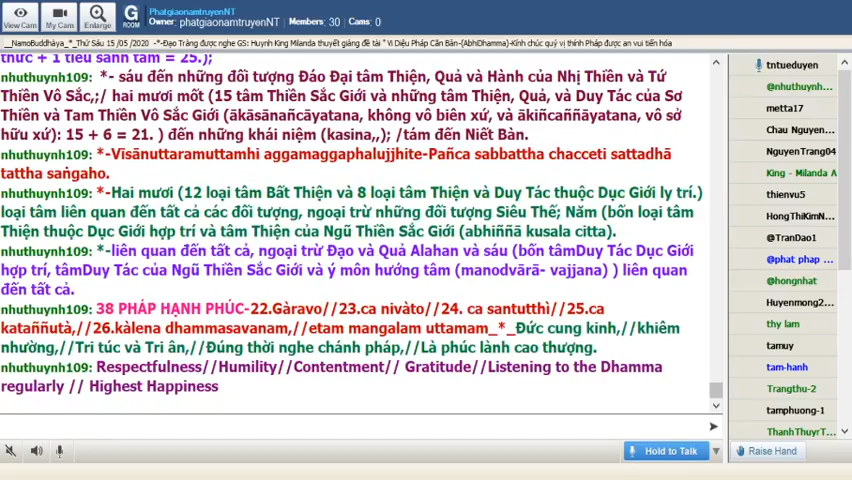 View Cam
My Cam
Enlarge
G
ROOM
PhatgiaonamtruyenNT
Owner: phatgiaonamtruyenNT Members: 30 Cams: 0
__NamoBuddhàya_*_Thứ Sáu 15 /05 /2020 -*-Đạo Tràng được nghe GS: Huynh King Milanda thuyết giảng đề tài " Vi Diệu Pháp Căn Bản-(AbhiDhamma)-Kính chúc quý vị thính Pháp được an vui tiến hóa
thức + 1 tiểu sanh tâm = 25.);
nhuthuynh109: *- sáu đến những đối tượng Đáo Đại tâm Thiện, Quả và Hành của Nhị Thiền và Tứ
Thiền Vô Sắc,;/ hai mươi mốt (15 tâm Thiền Sắc Giới và những tâm Thiện, Quả, và Duy Tác của Sơ
Thiền và Tam Thiền Vô Sắc Giới (ākāsānañcāyatana, không vô biên xứ, và ākiñcaññāyatana, vô sở
hữu xứ): 15 + 6 = 21. ) đến những khái niệm (kasina,,); /tám đến Niết Bàn.
nhuthuynh109: *-Vīsānuttaramuttamhi aggamaggaphalujjhite-Pañca sabbattha chacceti sattadhā
tattha saṅgaho.
nhuthuynh109: *-Hai mươi (12 loại tâm Bất Thiện và 8 loại tâm Thiện và Duy Tác thuộc Dục Giới ly trí.)
loại tâm liên quan đến tất cả các đối tượng, ngoại trừ những đối tượng Siêu Thế; Năm (bốn loại tâm
Thiện thuộc Dục Giới hợp trí và tâm Thiện của Ngũ Thiền Sắc Giới (abhiññā kusala citta).
nhuthuynh109: *-liên quan đến tất cả, ngoại trừ Đạo và Quả Alahan và sáu (bốn tâmDuy Tác Dục Giới
hợp trí, tâmDuy Tác của Ngũ Thiền Sắc Giới và ý môn hướng tâm (manodvārā- vajjana) ) liên quan
đến tất cả.
nhuthuynh109: 38 PHÁP HẠNH PHÚC-22.Gàravo//23.ca nivàto//24. ca santutthì//25.ca
kataññutà,//26.kàlena dhammasavanam,//etam mangalam uttamam_*_Đức cung kinh,//khiêm
nhường,//Tri túc và Tri ân,//Đúng thời nghe chánh pháp,//Là phúc lành cao thượng.
nhuthuynh109: Respectfulness//Humility//Contentment// Gratitude//Listening to the Dhamma
regularly // Highest Happiness
Hold to Talk
tntueduyen
@nhuthuynh...
metta17
Chau Nguyen...
NguyenTrang04
King - Milanda A
thienvu5
HongThiKimN...
@TranDao1
@phat phap ...
@hongnhat
Huyenmong2...
thy lam
tamuy
tam-hanh
Trangthu-2
tamphuong-1
ThanhThuyrT...
Raise Hand